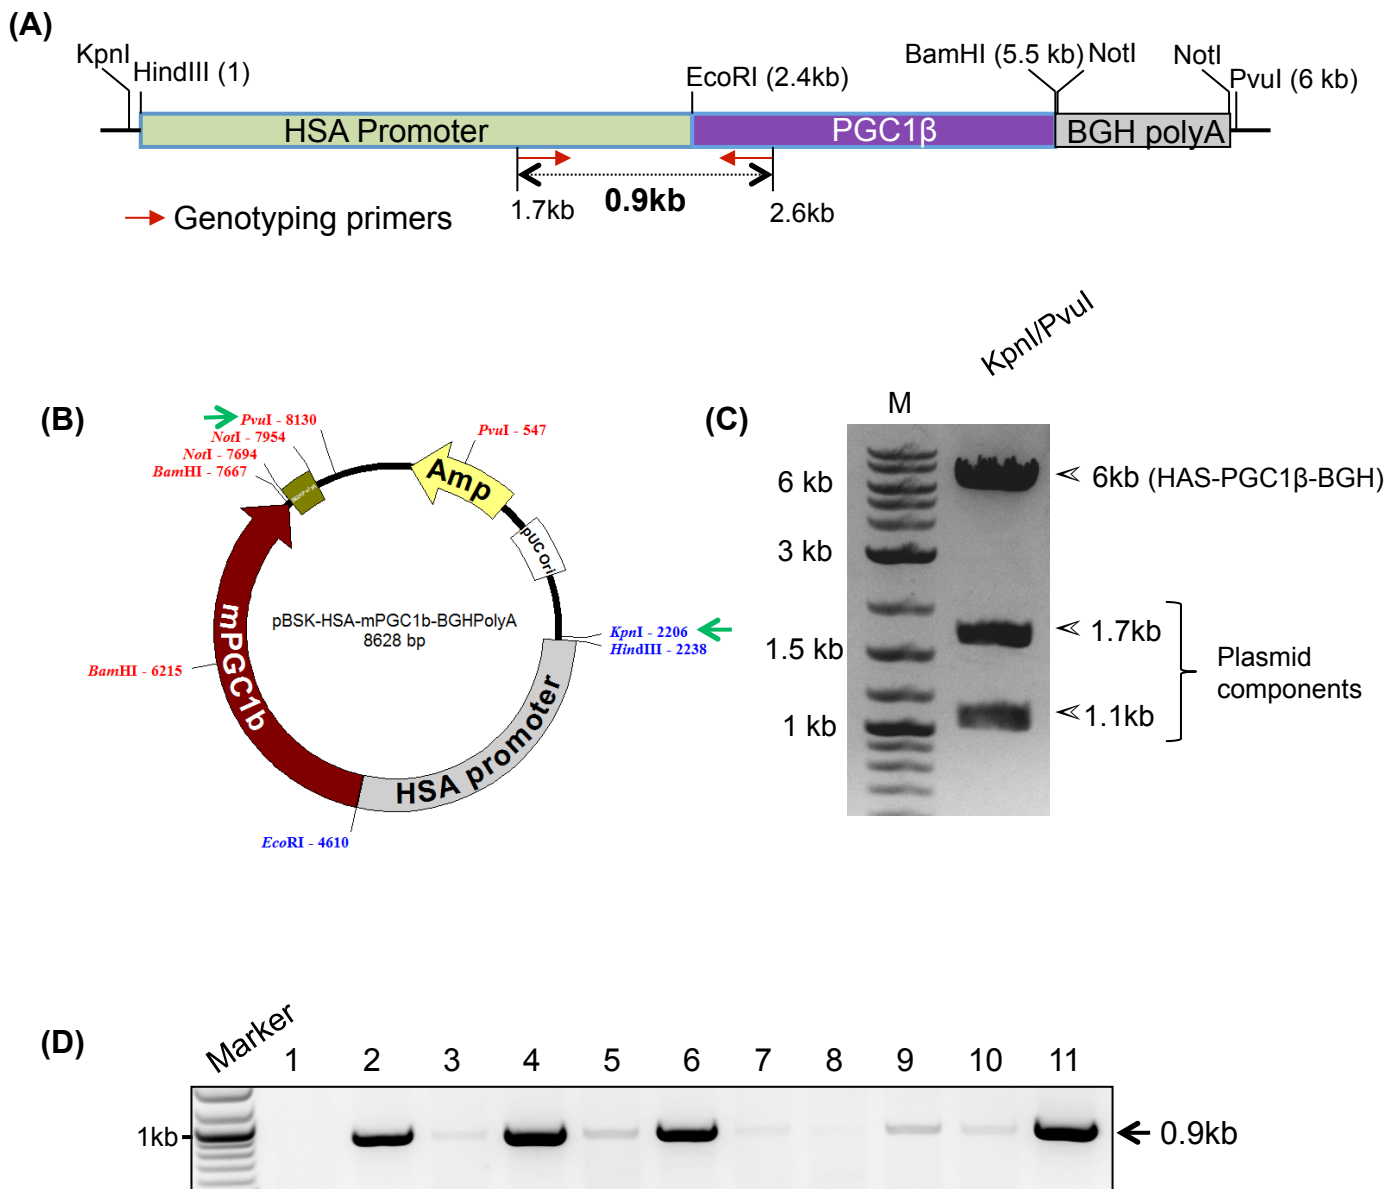 (A)
KpnI
HindIII (1)
EcoRI (2.4kb)
BamHI (5.5 kb)
NotI
NotI
PvuI (6 kb)
HSA Promoter
PGC1β
BGH polyA
1.7kb
0.9kb
2.6kb
Genotyping primers
(B)
PvuI - 8130
NotI - 7954
NotI - 7694
BamHI - 7667
PvuI - 547
Amp
pUC Ori
mPGC1b
pBSK-HSA-mPGC1b-BGHPolyA
8628 bp
KpnI - 2206
HindIII - 2238
BamHI - 6215
HSA promoter
EcoRI - 4610
(C)
KpnI/PvuI
M
6 kb
6kb (HAS-PGC1β-BGH)
3 kb
1.7kb
1.5 kb
Plasmid
components
1.1kb
1 kb
(D)
Marker
1 2 3 4 5 6 7 8 9 10 11
1kb
0.9kb